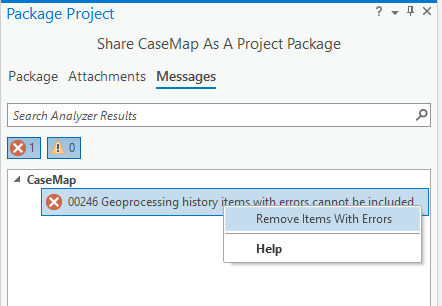 Package Project
Share CaseMap As A Project Package
Package Attachments Messages
Search Analyzer Results
1 0
CaseMap
00246 Geoprocessing history items with errors cannot be included.
Remove Items With Errors
Help